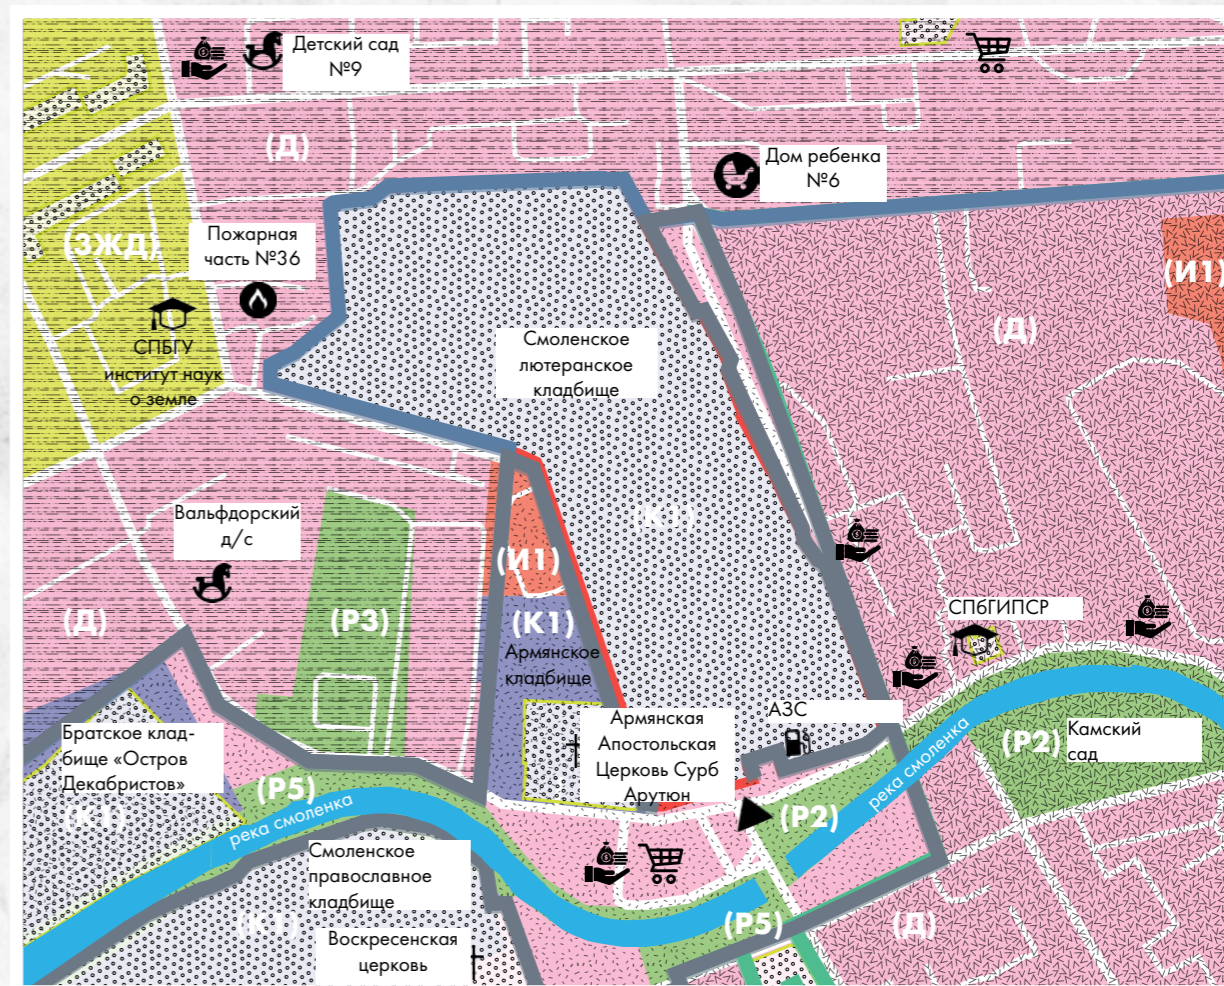 Детский сад
№9
(Д)
Дом ребенка
№6
(ЗЖД)
Пожарная
часть №36
(И1)
СПБГУ
институт наук
о земле
Смоленское
лютеранское
кладбище
(Д)
Вальфдорский
д/с
(К1)
(И1)
(Д)
(Р3)
(К1)
Армянское
кладбище
СПбГИПСР
Братское клад-
бище «Остров
Декабристов»
(К1)
(Р5)
река смоленка
Армянская
Апостольская
Церковь Сурб
Арутюн
АЗС
(Р2)
река смоленка
(Р2)
Камский
сад
Смоленское
православное
кладбище
(К1)
Воскресенская
церковь
(Р5)
(Д)